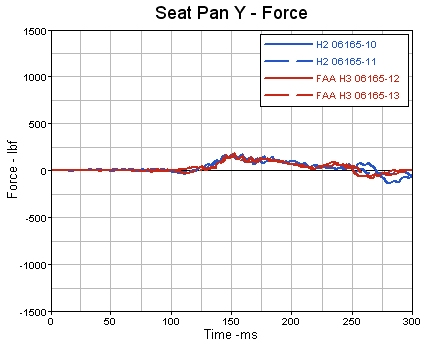 Seat Pan Y - Force
H2 06165-10
H2 06165-11
FAA H3 06165-12
FAA H3 06165-13
1500
1000
500
0
-500
-1000
-1500
Force - lbf
0 50 100 150 200 250 300
Time -ms